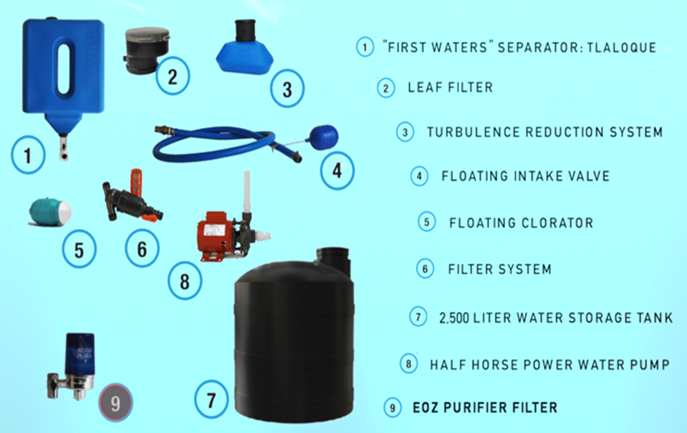 1 "FIRST WATERS" SEPARATOR: TLALOQUE
2 LEAF FILTER
3 TURBULENCE REDUCTION SYSTEM
4 FLOATING INTAKE VALVE
5 FLOATING CLORATOR
6 FILTER SYSTEM
7 2,500 LITER WATER STORAGE TANK
8 HALF HORSE POWER WATER PUMP
9 EOZ PURIFIER FILTER
1
2
3
4
5
6
8
7
9